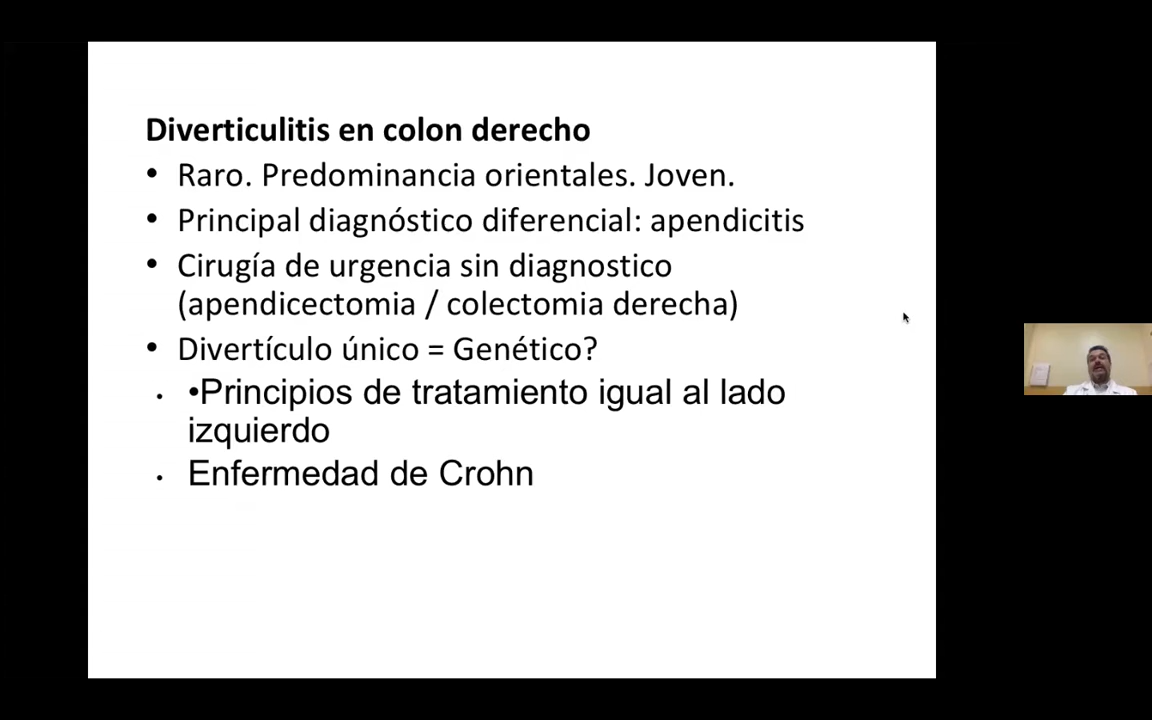 Diverticulitis en colon derecho
• Raro. Predominancia orientales. Joven.
• Principal diagnóstico diferencial: apendicitis
• Cirugía de urgencia sin diagnostico
(apendicectomia / colectomia derecha)
• Divertículo único = Genético?
• •Principios de tratamiento igual al lado
izquierdo
• Enfermedad de Crohn